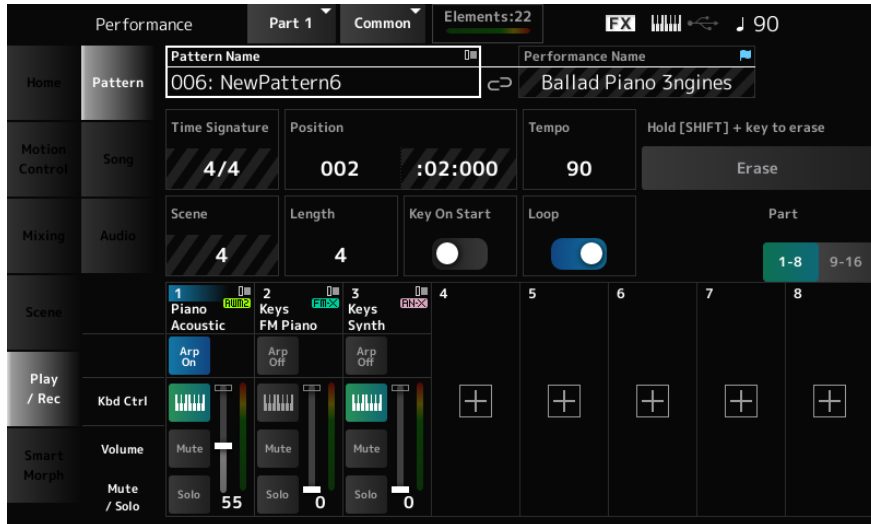 Performance
Part 1
Common
Elements:22
FX
90
Home
Pattern
Pattern Name
006: NewPattern6
Performance Name
Ballad Piano 3ngines
Motion
Control
Song
Time Signature
4/4
Position
002 :02:000
Tempo
90
Hold [SHIFT] + key to erase
Erase
Mixing
Audio
Scene
4
Length
4
Key On Start
Loop
Part
1-8 9-16
Scene
1
Piano
Acoustic
AWM2
2
Keys
FM Piano
FM-X
3
Keys
Synth
AN-X
4
5
6
7
8
Arp
On
Arp
Off
Arp
Off
Play
/ Rec
Kbd Ctrl
Smart
Morph
Volume
Mute
Mute
Mute
Mute
/ Solo
Solo
55
Solo
0
Solo
0